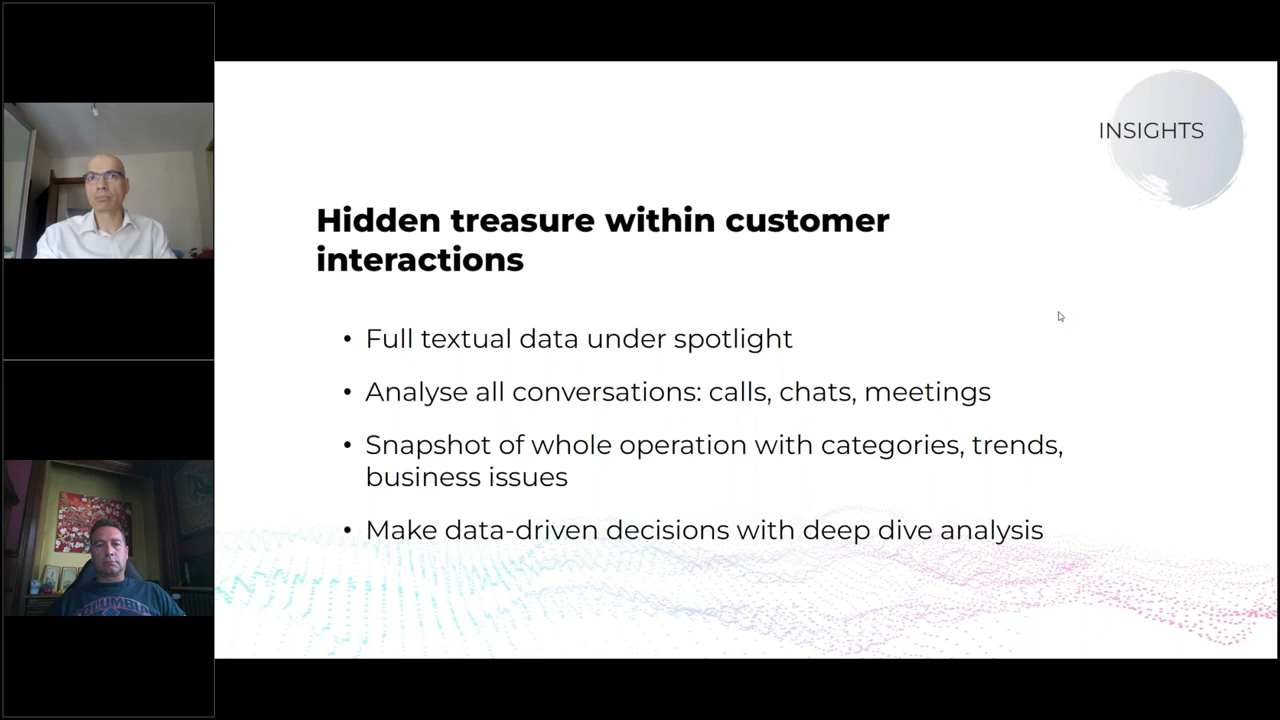 INSIGHTS
Hidden treasure within customer
interactions
• Full textual data under spotlight
• Analyse all conversations: calls, chats, meetings
• Snapshot of whole operation with categories, trends,
business issues
• Make data-driven decisions with deep dive analysis
COLUMBIA